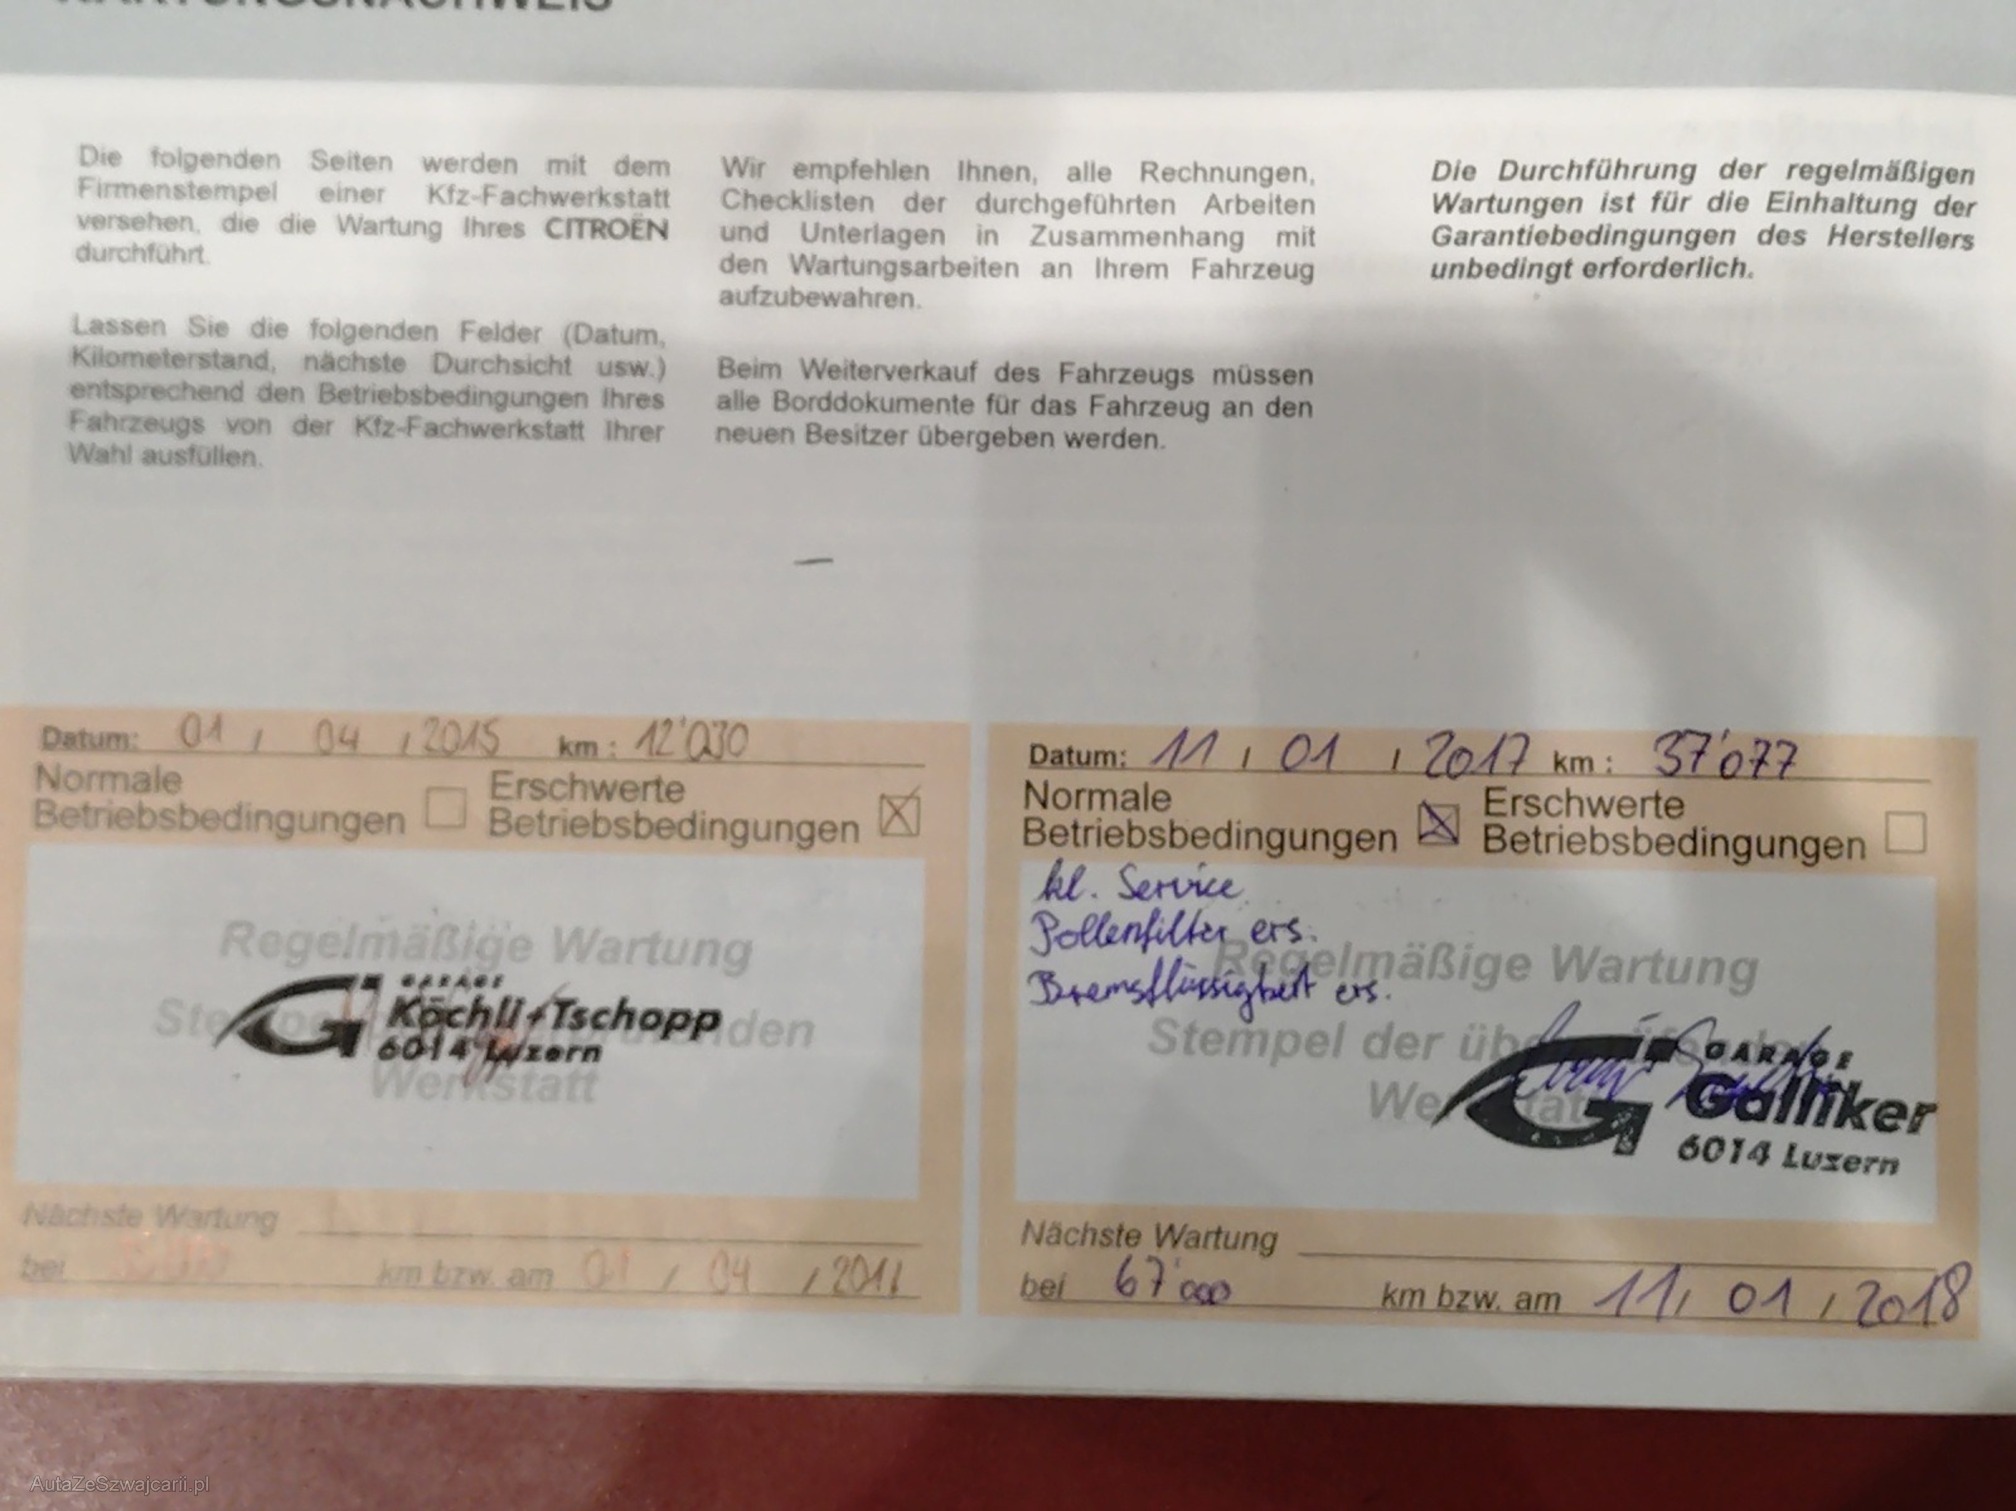 WARTUNGSNACHWEIS
Die folgenden Seiten werden mit dem
Firmenstempel einer Kfz-Fachwerkstatt
versehen, die die Wartung Ihres CITROËN
durchführt.
Lassen Sie die folgenden Felder (Datum,
Kilometerstand, nächste Durchsicht usw.)
entsprechend den Betriebsbedingungen Ihres
Fahrzeugs von der Kfz-Fachwerkstatt Ihrer
Wahl ausfüllen.
Wir empfehlen Ihnen, alle Rechnungen,
Checklisten der durchgeführten Arbeiten
und Unterlagen in Zusammenhang mit
den Wartungsarbeiten an Ihrem Fahrzeug
aufzubewahren.
Beim Weiterverkauf des Fahrzeugs müssen
alle Borddokumente für das Fahrzeug an den
neuen Besitzer übergeben werden.
Die Durchführung der regelmäßigen
Wartungen ist für die Einhaltung der
Garantiebedingungen des Herstellers
unbedingt erforderlich.
Datum: 01 / 04 / 2015 km : 12'030
Normale
Betriebsbedingungen
Erschwerte
Betriebsbedingungen
Regelmäßige Wartung
GARAGE
Köchli+Tschopp
6014 Luzern
Werkstatt
Nächste Wartung
bei km bzw. am 01 / 04 /
Datum: 11 / 01 / 2017 km : 37'077
Normale
Betriebsbedingungen
Erschwerte
Betriebsbedingungen
kl. Service
Pollenfilter ers.
Bremsflüssigkeit ers.
Regelmäßige Wartung
Stempel der
GARAGE
Galliker
6014 Luzern
Nächste Wartung
bei 67'000 km bzw. am 11 / 01 / 2018
AutaZeSzwajcarii.pl